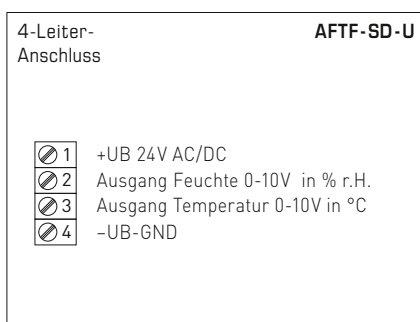 4-Leiter-
Anschluss
AFTF-SD-U
1 +UB 24V AC/DC
2 Ausgang Feuchte 0-10V in % r.H.
3 Ausgang Temperatur 0-10V in °C
4 –UB-GND